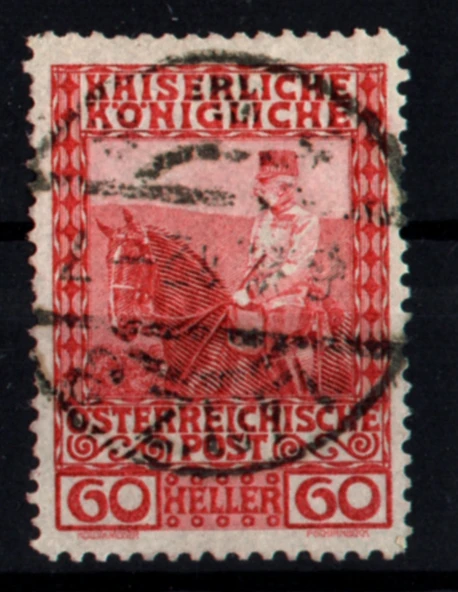 KAISERLICHE
KÖNIGLICHE
ÖSTERREICHISCHE
POST
60 HELLER 60